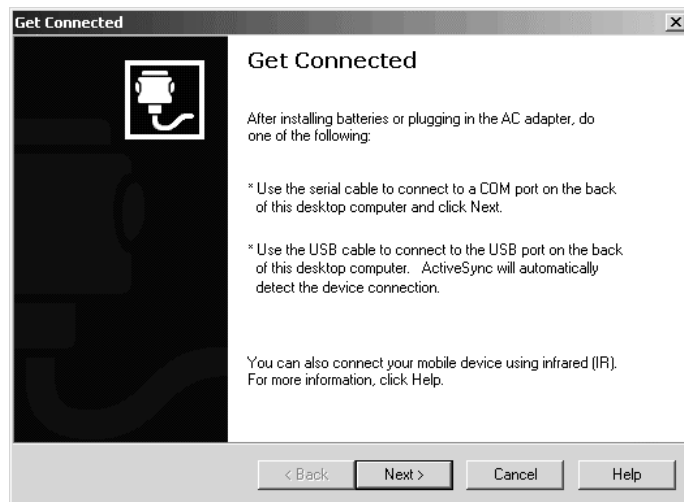 Get Connected
Get Connected
After installing batteries or plugging in the AC adapter, do
one of the following:
* Use the serial cable to connect to a COM port on the back
of this desktop computer and click Next.
* Use the USB cable to connect to the USB port on the back
of this desktop computer. ActiveSync will automatically
detect the device connection.
You can also connect your mobile device using infrared (IR).
For more information, click Help.
< Back Next > Cancel Help